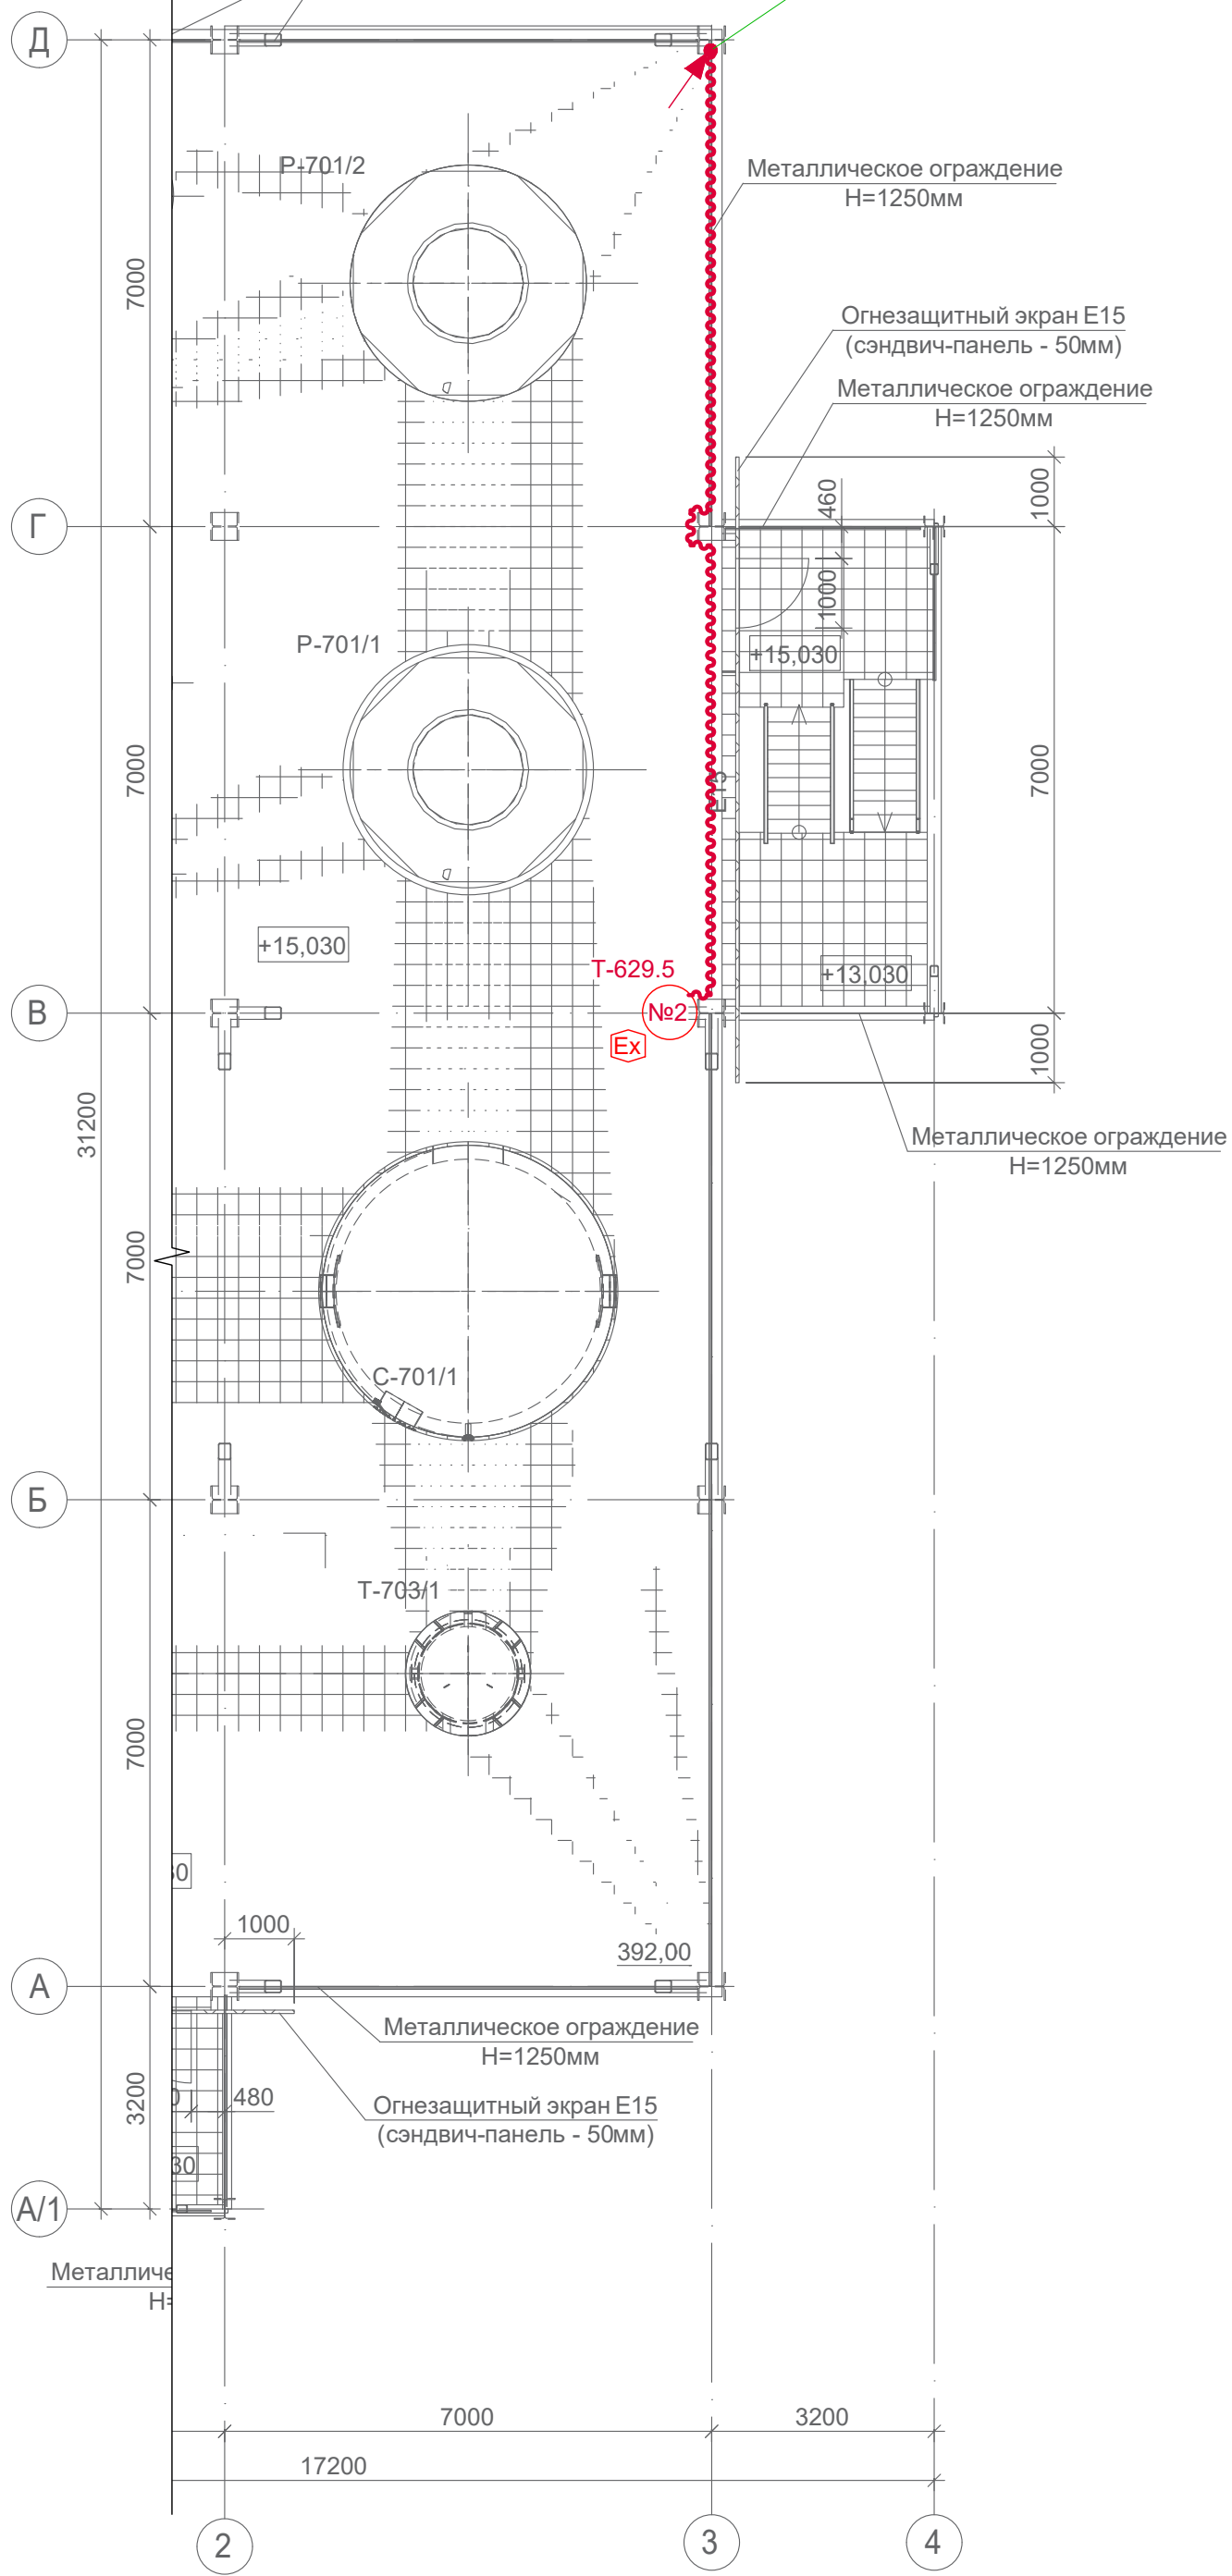 Д
Р-701/2
Металлическое ограждение
Н=1250мм
7000
Огнезащитный экран Е15
(сэндвич-панель - 50мм)
Металлическое ограждение
Н=1250мм
1000
460
Г
1000
Р-701/1
+15,030
7000
7000
Е15
+15,030
Т-629.5
+13,030
В
№2
Ex
1000
31200
Металлическое ограждение
Н=1250мм
7000
С-701/1
Б
Т-703/1
7000
30
1000
392,00
А
Металлическое ограждение
Н=1250мм
3200
480
Огнезащитный экран Е15
(сэндвич-панель - 50мм)
30
А/1
Металличе
Н=
7000
3200
17200
2
3
4